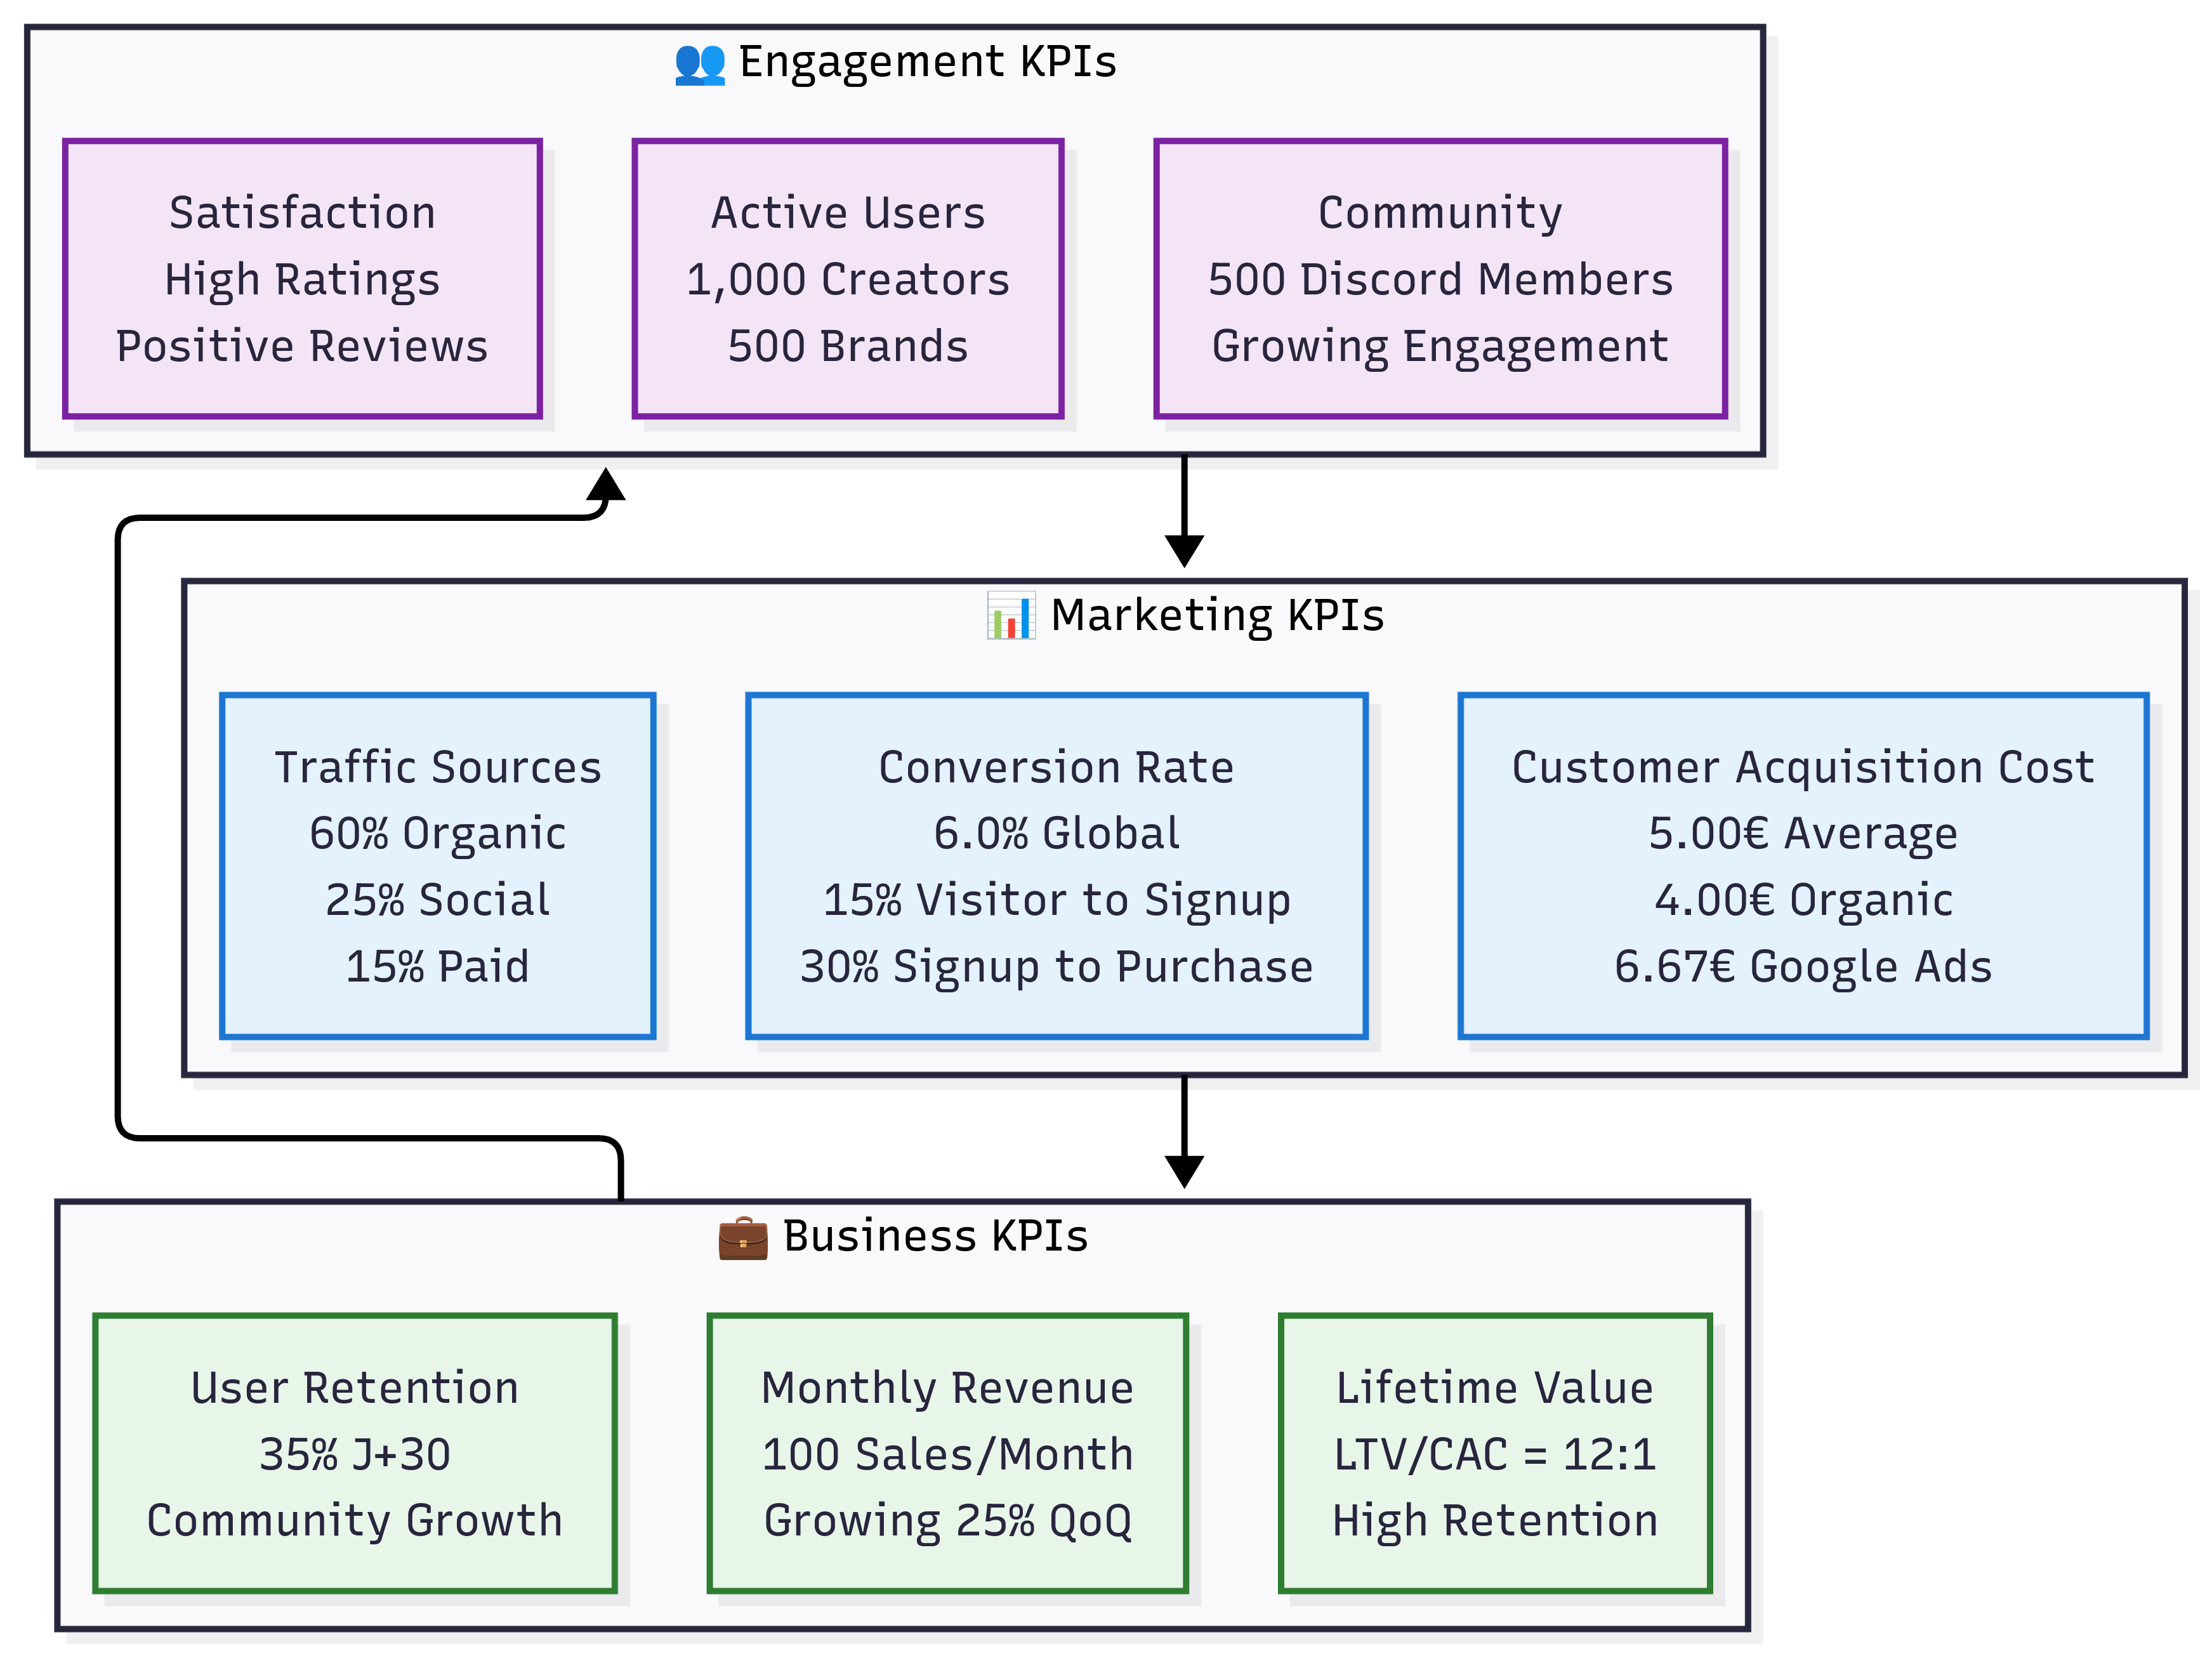 Engagement KPIs
Satisfaction
High Ratings
Positive Reviews
Active Users
1,000 Creators
500 Brands
Community
500 Discord Members
Growing Engagement
Marketing KPIs
Traffic Sources
60% Organic
25% Social
15% Paid
Conversion Rate
6.0% Global
15% Visitor to Signup
30% Signup to Purchase
Customer Acquisition Cost
5.00€ Average
4.00€ Organic
6.67€ Google Ads
Business KPIs
User Retention
35% J+30
Community Growth
Monthly Revenue
100 Sales/Month
Growing 25% QoQ
Lifetime Value
LTV/CAC = 12:1
High Retention